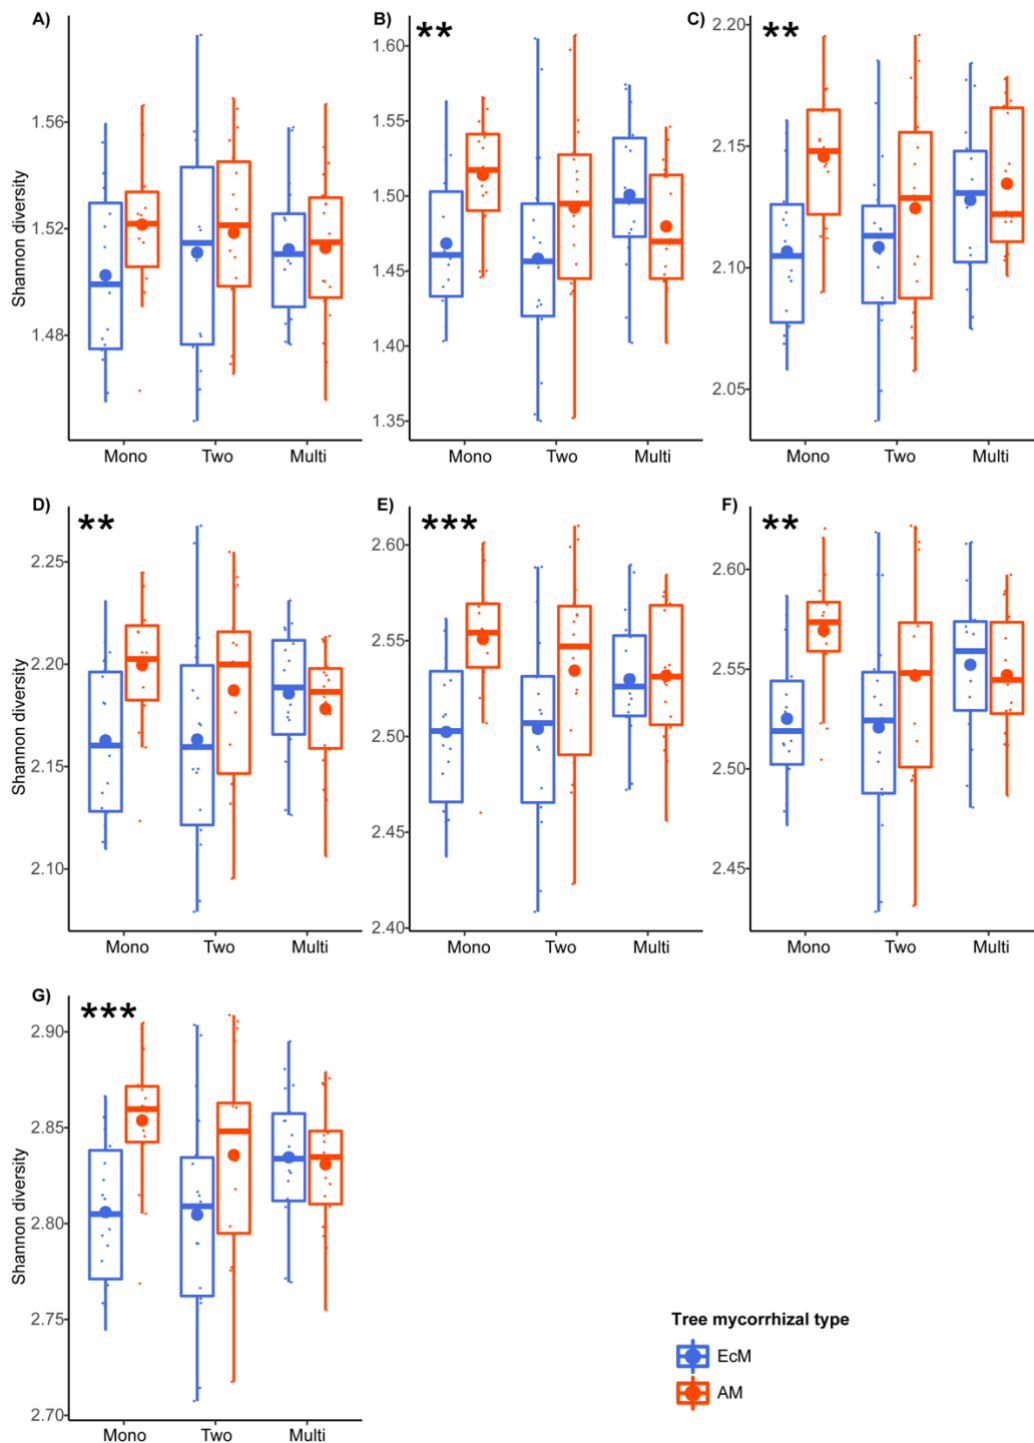 A)
B)
C)
**
**
Shannon diversity
1.56
1.52
1.48
1.60
1.55
1.50
1.45
1.40
1.35
2.20
2.15
2.10
2.05
Mono Two Multi
Mono Two Multi
Mono Two Multi
D)
E)
F)
**
***
**
Shannon diversity
2.25
2.20
2.15
2.10
2.60
2.55
2.50
2.45
2.40
2.60
2.55
2.50
2.45
Mono Two Multi
Mono Two Multi
Mono Two Multi
G)
***
Shannon diversity
2.90
2.85
2.80
2.75
2.70
Mono Two Multi
Tree mycorrhizal type
EcM
AM